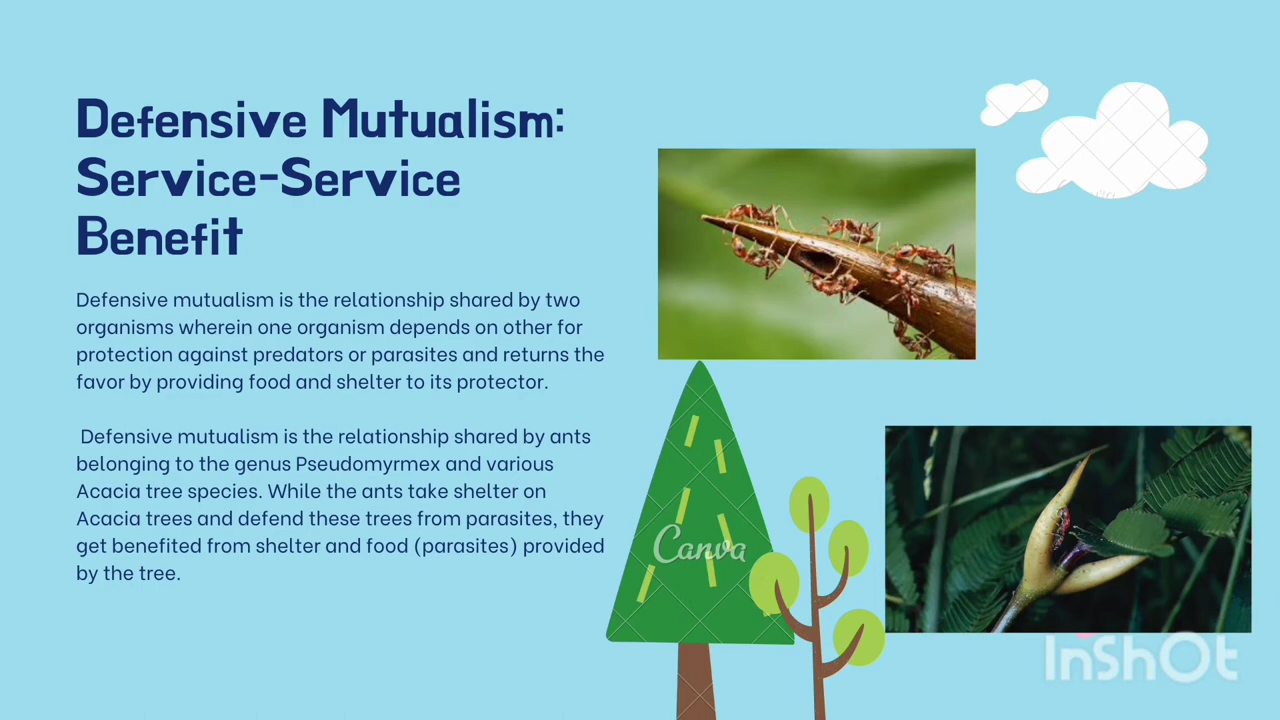 Defensive Mutualism:
Service-Service
Benefit
Defensive mutualism is the relationship shared by two
organisms wherein one organism depends on other for
protection against predators or parasites and returns the
favor by providing food and shelter to its protector.
Defensive mutualism is the relationship shared by ants
belonging to the genus Pseudomyrmex and various
Acacia tree species. While the ants take shelter on
Acacia trees and defend these trees from parasites, they
get benefited from shelter and food (parasites) provided
by the tree.
Canva
InShOt